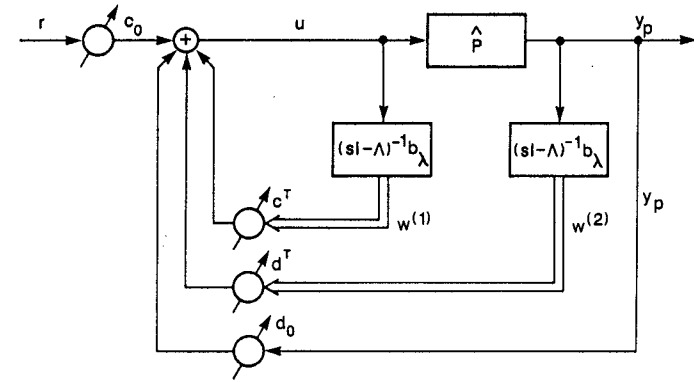 r c₀ + u P̂ yₚ
(sI-Λ)⁻¹b_λ (sI-Λ)⁻¹b_λ
cᵀ w⁽¹⁾ w⁽²⁾ yₚ
dᵀ
d₀